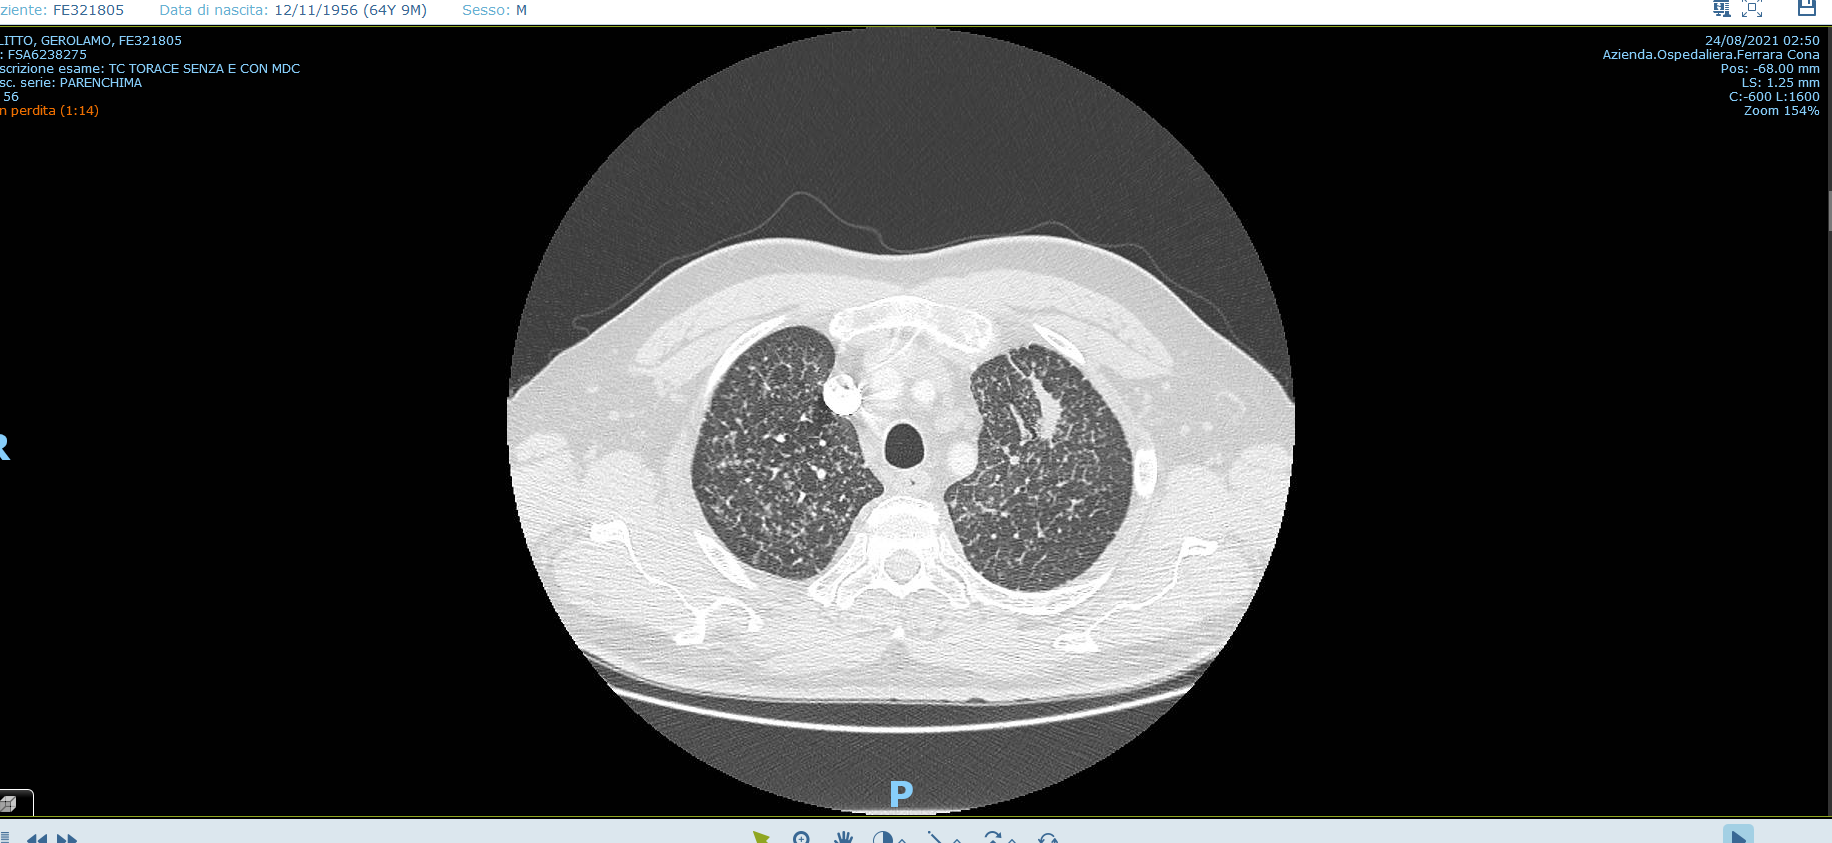 ziente: FE321805 Data di nascita: 12/11/1956 (64Y 9M) Sesso: M
LITTO, GEROLAMO, FE321805
: FSA6238275
scrizione esame: TC TORACE SENZA E CON MDC
sc. serie: PARENCHIMA
56
n perdita (1:14)
24/08/2021 02:50
Azienda.Ospedaliera.Ferrara Cona
Pos: -68.00 mm
LS: 1.25 mm
C:-600 L:1600
Zoom 154%
R
P